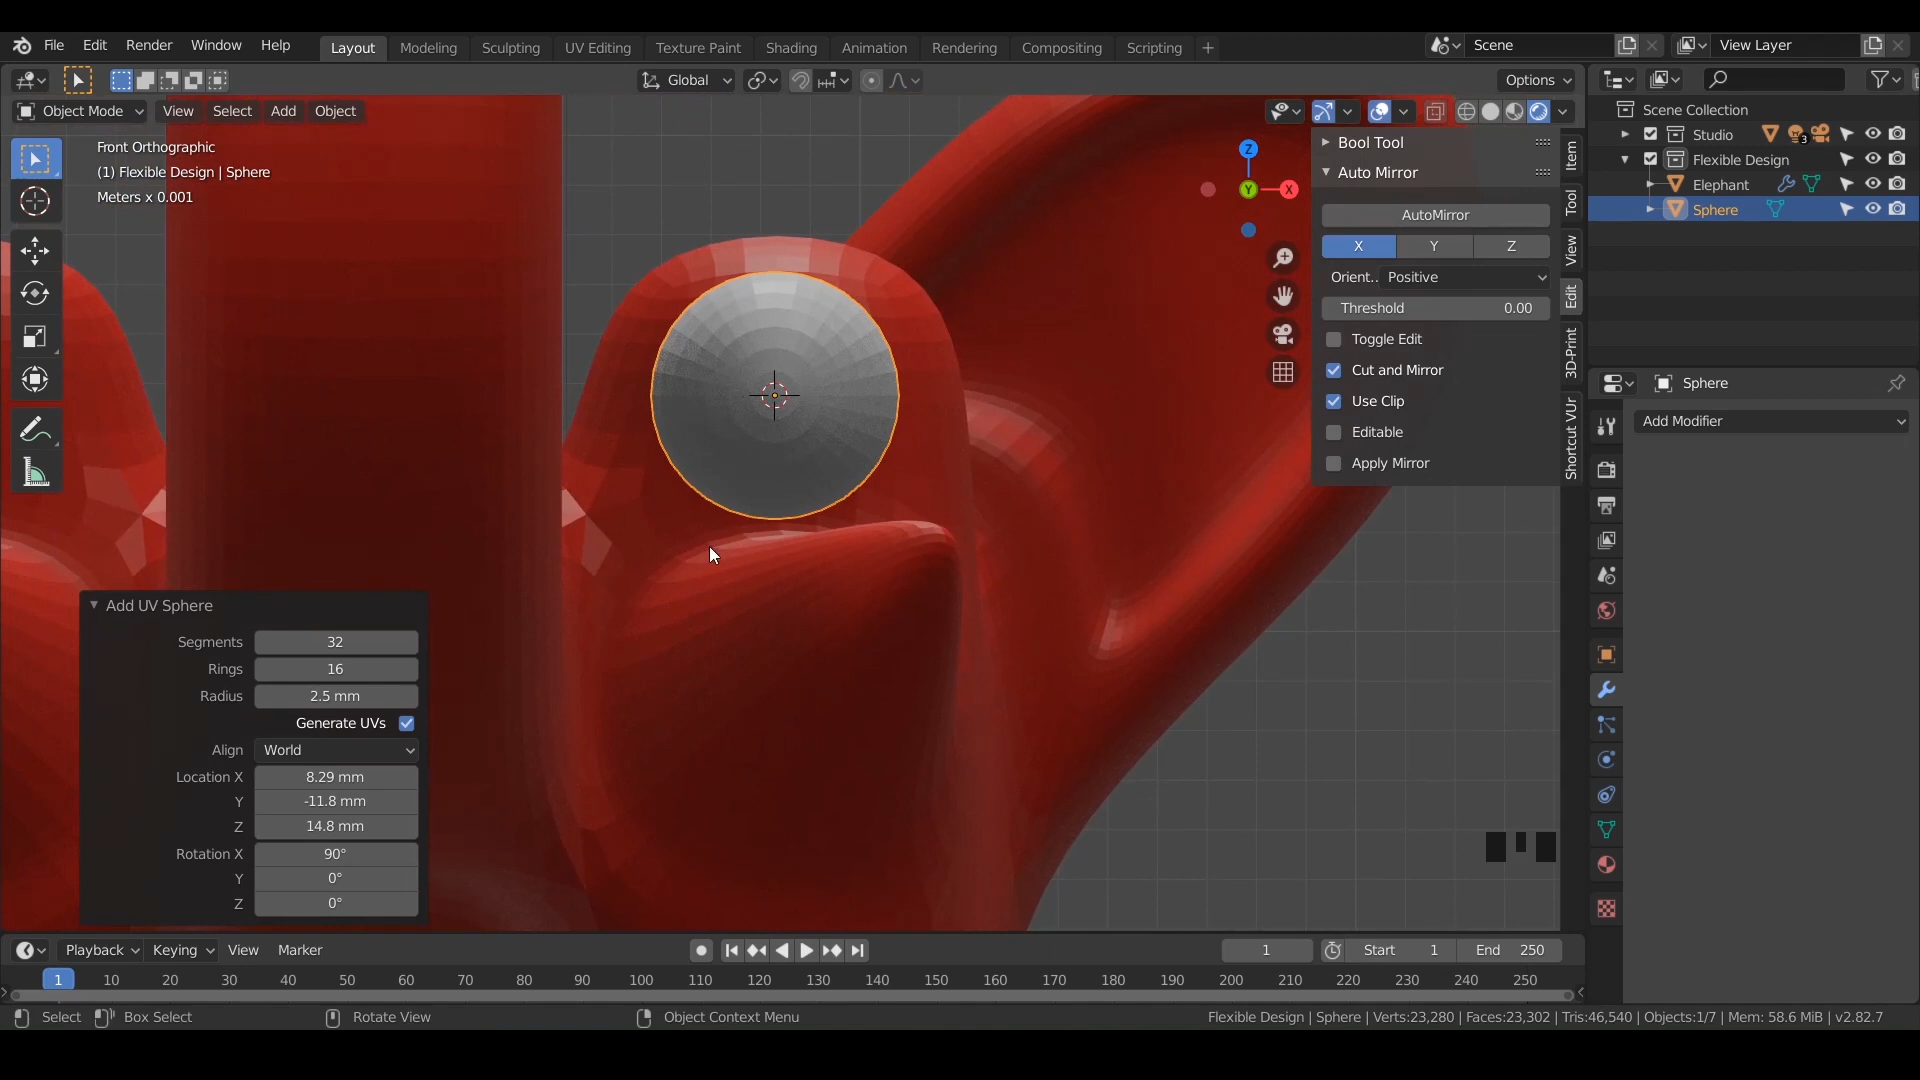 File Edit Render Window Help Layout Modeling Sculpting UV Editing Texture Paint Shading Animation Rendering Compositing Scripting + Scene View Layer
Global Options
Object Mode View Select Add Object
Front Orthographic
(1) Flexible Design | Sphere
Meters x 0.001
Z
Y
X
Bool Tool
Auto Mirror
AutoMirror
X Y Z
Orient.. Positive
Threshold 0.00
Toggle Edit
Cut and Mirror
Use Clip
Editable
Apply Mirror
Item
Tool
View
Edit
3D-Print
Shortcut VUr
Scene Collection
Studio 3
Flexible Design
Elephant
Sphere
Sphere
Add Modifier
Add UV Sphere
Segments 32
Rings 16
Radius 2.5 mm
Generate UVs
Align World
Location X 8.29 mm
Y -11.8 mm
Z 14.8 mm
Rotation X 90°
Y 0°
Z 0°
Playback Keying View Marker 1 Start 1 End 250
1 10 20 30 40 50 60 70 80 90 100 110 120 130 140 150 160 170 180 190 200 210 220 230 240 250
Select Box Select Rotate View Object Context Menu Flexible Design | Sphere | Verts:23,280 | Faces:23,302 | Tris:46,540 | Objects:1/7 | Mem: 58.6 MiB | v2.82.7